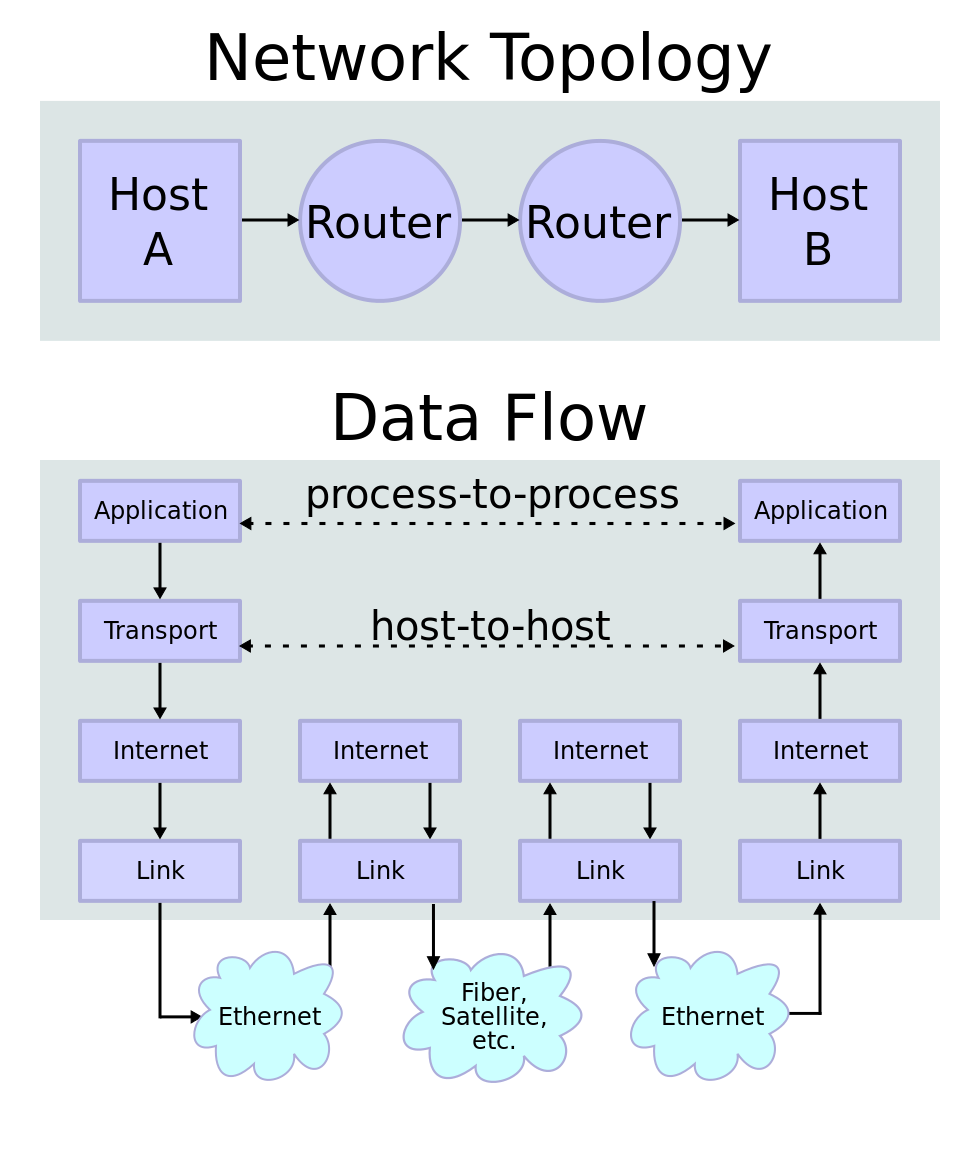 Network Topology
Host
A
Router
Router
Host
B
Data Flow
Application
process-to-process
Application
Transport
host-to-host
Transport
Internet
Internet
Internet
Internet
Link
Link
Link
Link
Ethernet
Fiber,
Satellite,
etc.
Ethernet